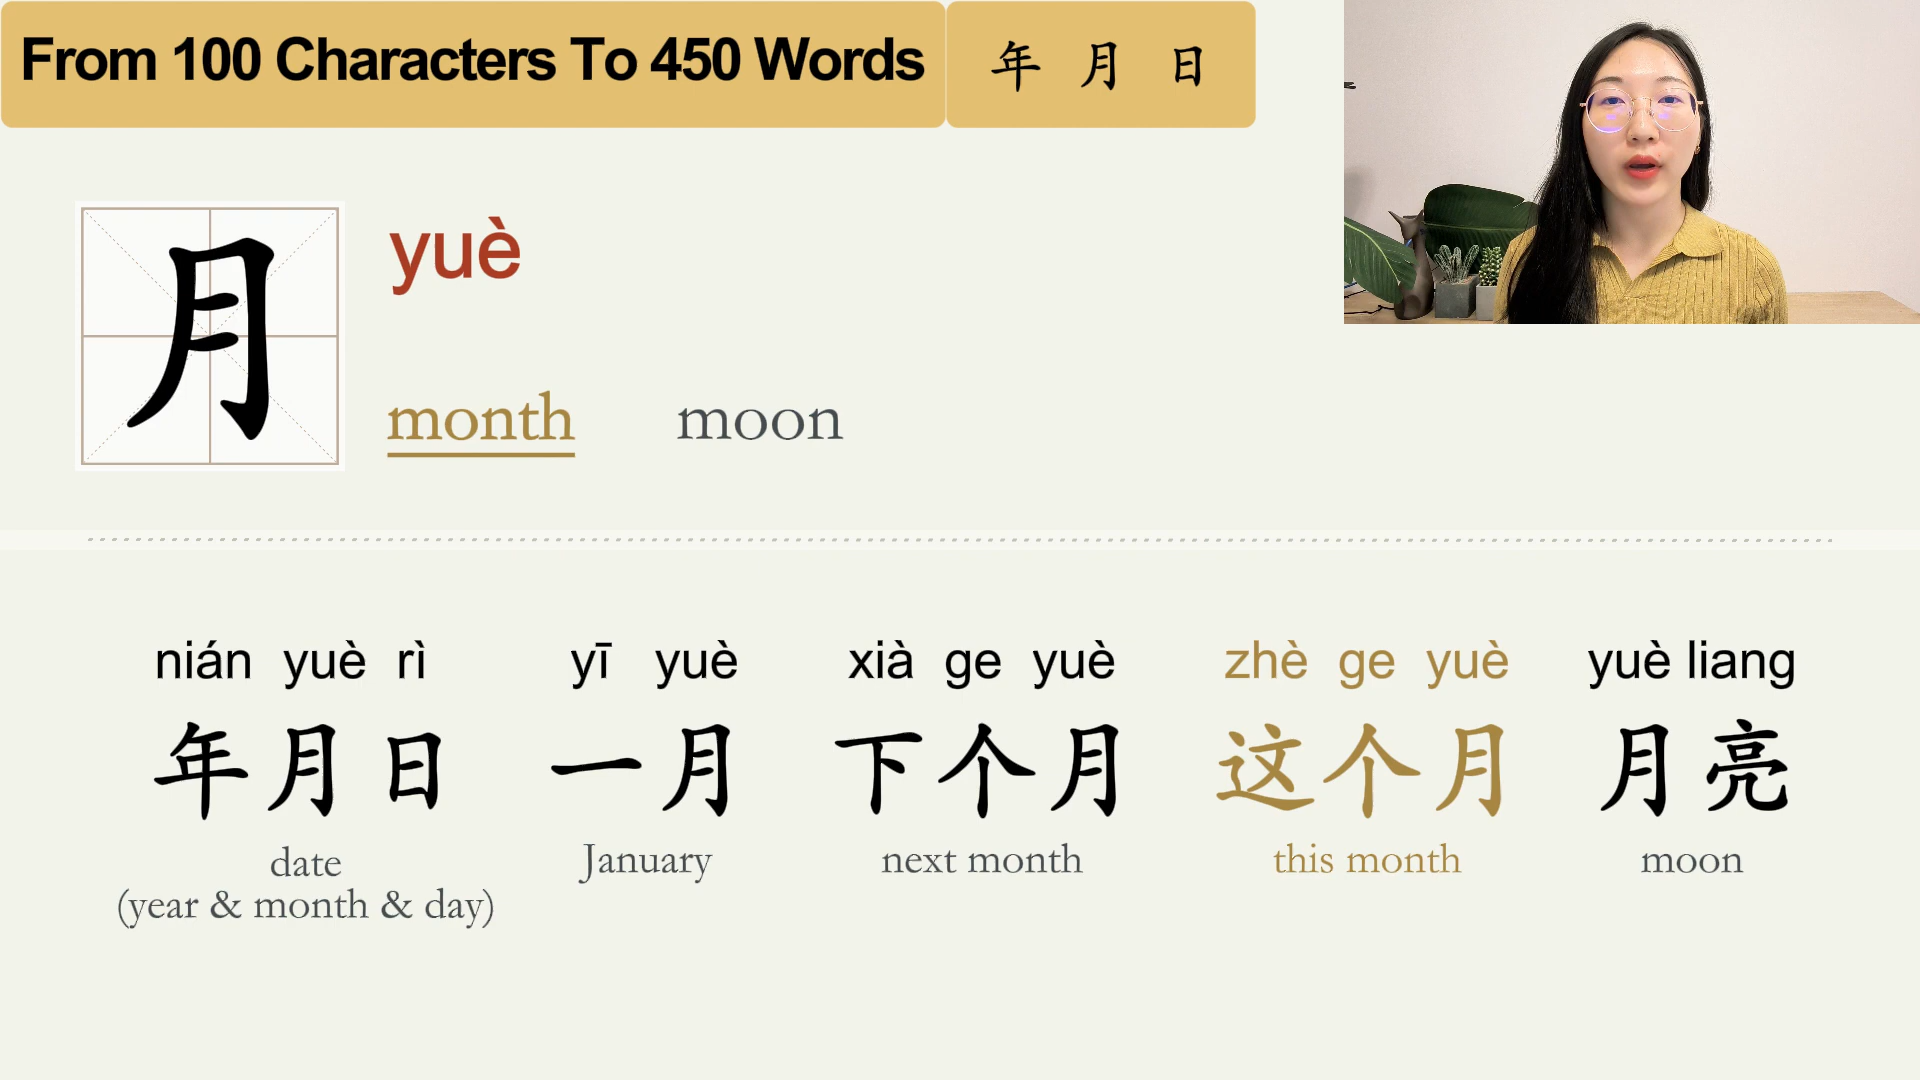 From 100 Characters To 450 Words 年 月 日
月
yuè
month moon
nián yuè rì yī yuè xià ge yuè zhè ge yuè yuè liang
年月日 一月 下个月 这个月 月亮
date January next month this month moon
(year & month & day)